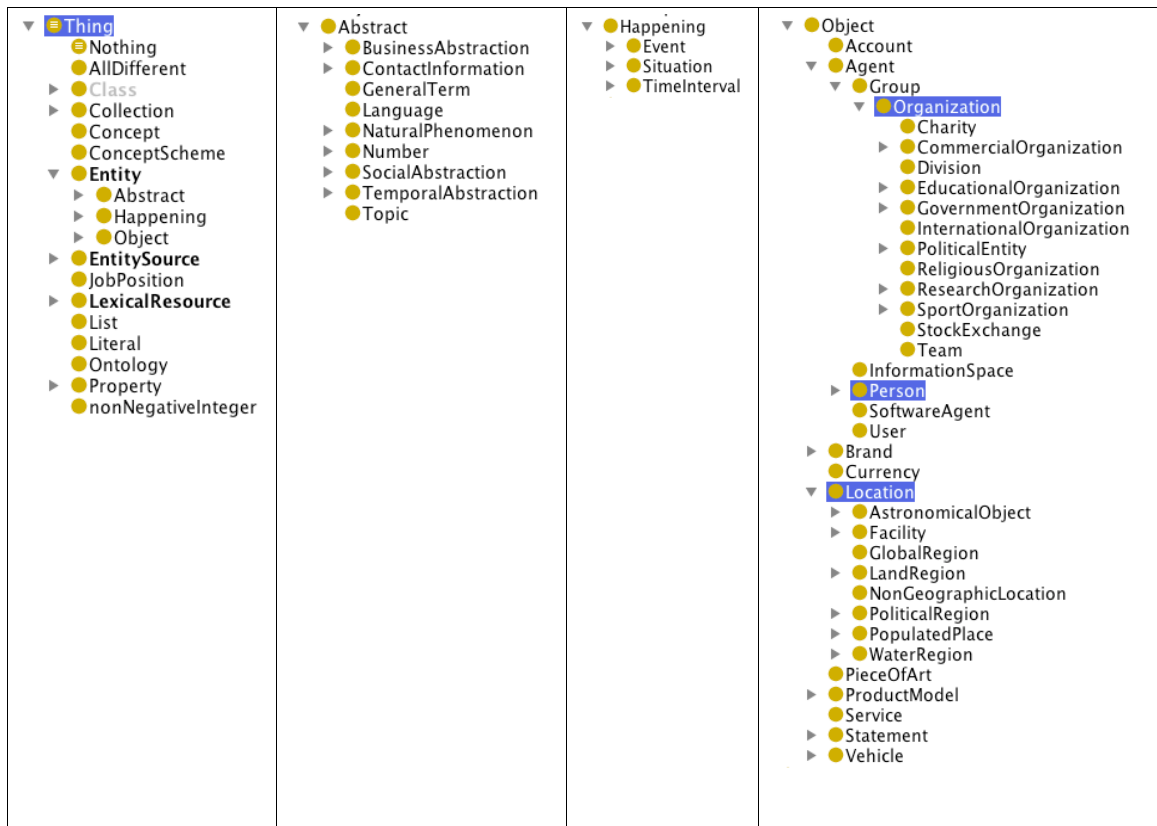 Thing
Nothing
AllDifferent
Class
Collection
Concept
ConceptScheme
Entity
Abstract
Happening
Object
EntitySource
JobPosition
LexicalResource
List
Literal
Ontology
Property
nonNegativeInteger
Abstract
BusinessAbstraction
ContactInformation
GeneralTerm
Language
NaturalPhenomenon
Number
SocialAbstraction
TemporalAbstraction
Topic
Happening
Event
Situation
TimeInterval
Object
Account
Agent
Group
Organization
Charity
CommercialOrganization
Division
EducationalOrganization
GovernmentOrganization
InternationalOrganization
PoliticalEntity
ReligiousOrganization
ResearchOrganization
SportOrganization
StockExchange
Team
InformationSpace
Person
SoftwareAgent
User
Brand
Currency
Location
AstronomicalObject
Facility
GlobalRegion
LandRegion
NonGeographicLocation
PoliticalRegion
PopulatedPlace
WaterRegion
PieceOfArt
ProductModel
Service
Statement
Vehicle